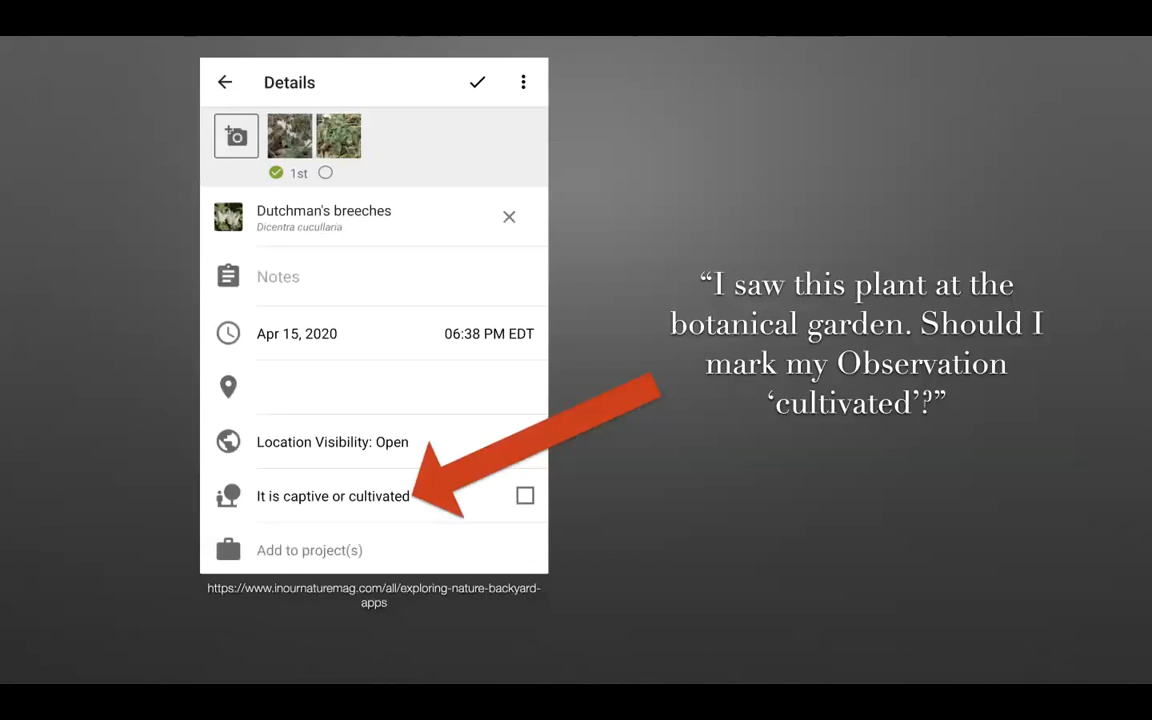 Details
1st
Dutchman's breeches
Dicentra cucullaria
Notes
Apr 15, 2020 06:38 PM EDT
Location Visibility: Open
It is captive or cultivated
Add to project(s)
https://www.inournaturemag.com/all/exploring-nature-backyard-
apps
“I saw this plant at the
botanical garden. Should I
mark my Observation
‘cultivated’?”